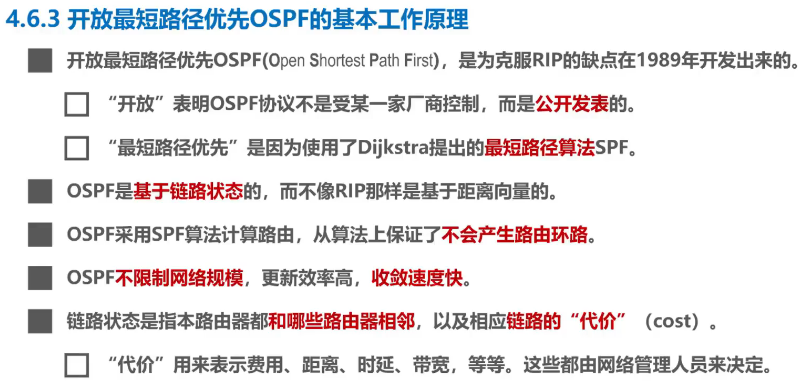 4.6.3 开放最短路径优先OSPF的基本工作原理
开放最短路径优先OSPF(Open Shortest Path First)，是为克服RIP的缺点在1989年开发出来的。
“开放”表明OSPF协议不是受某一家厂商控制，而是公开发表的。
“最短路径优先”是因为使用了Dijkstra提出的最短路径算法SPF。
OSPF是基于链路状态的，而不像RIP那样是基于距离向量的。
OSPF采用SPF算法计算路由，从算法上保证了不会产生路由环路。
OSPF不限制网络规模，更新效率高，收敛速度快。
链路状态是指本路由器都和哪些路由器相邻，以及相应链路的“代价”（cost）。
“代价”用来表示费用、距离、时延、带宽，等等。这些都由网络管理人员来决定。